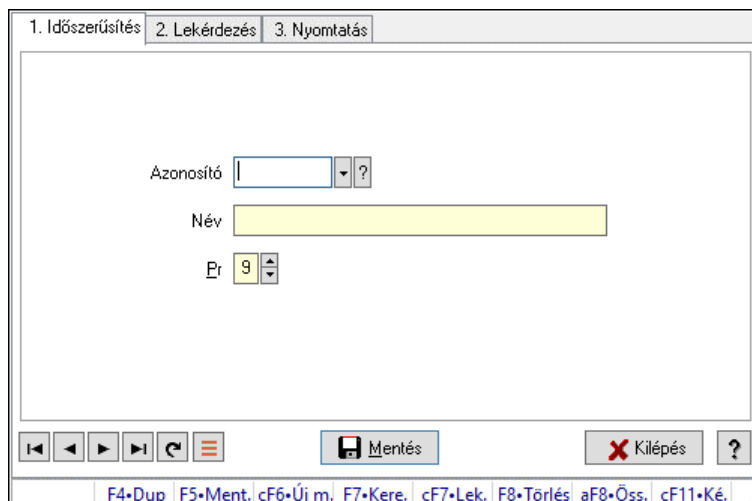 1. Időszerűsítés 2. Lekérdezés 3. Nyomtatás
Azonosító ?
Név
Pr 9
Mentés Kilépés ?
F4•Dup F5•Ment. cF6•Új m. F7•Kere. cF7•Lek. F8•Törlés aF8•Öss. cF11•Ké.